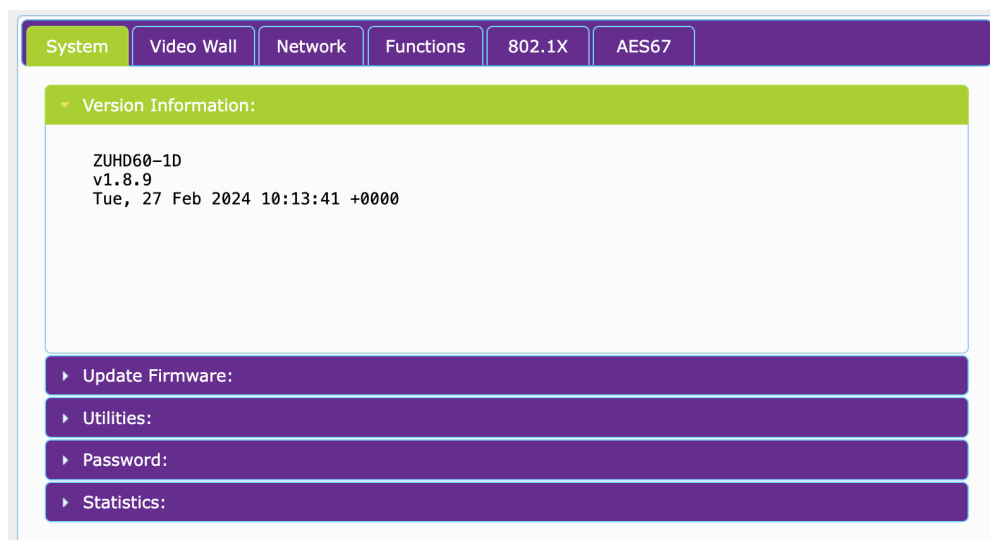 System Video Wall Network Functions 802.1X AES67
Version Information:
ZUHD60-1D
v1.8.9
Tue, 27 Feb 2024 10:13:41 +0000
Update Firmware:
Utilities:
Password:
Statistics: